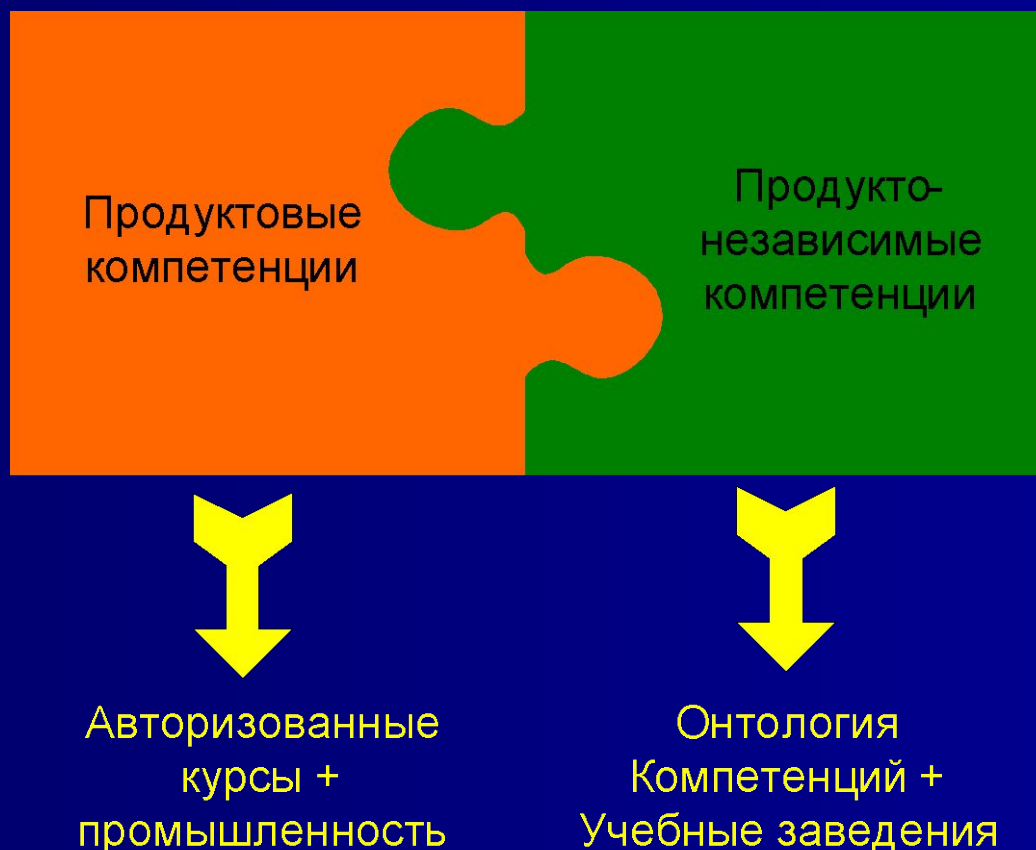 Продуктовые
компетенции
Продукто-
независимые
компетенции
Авторизованные
курсы +
промышленность
Онтология
Компетенций +
Учебные заведения